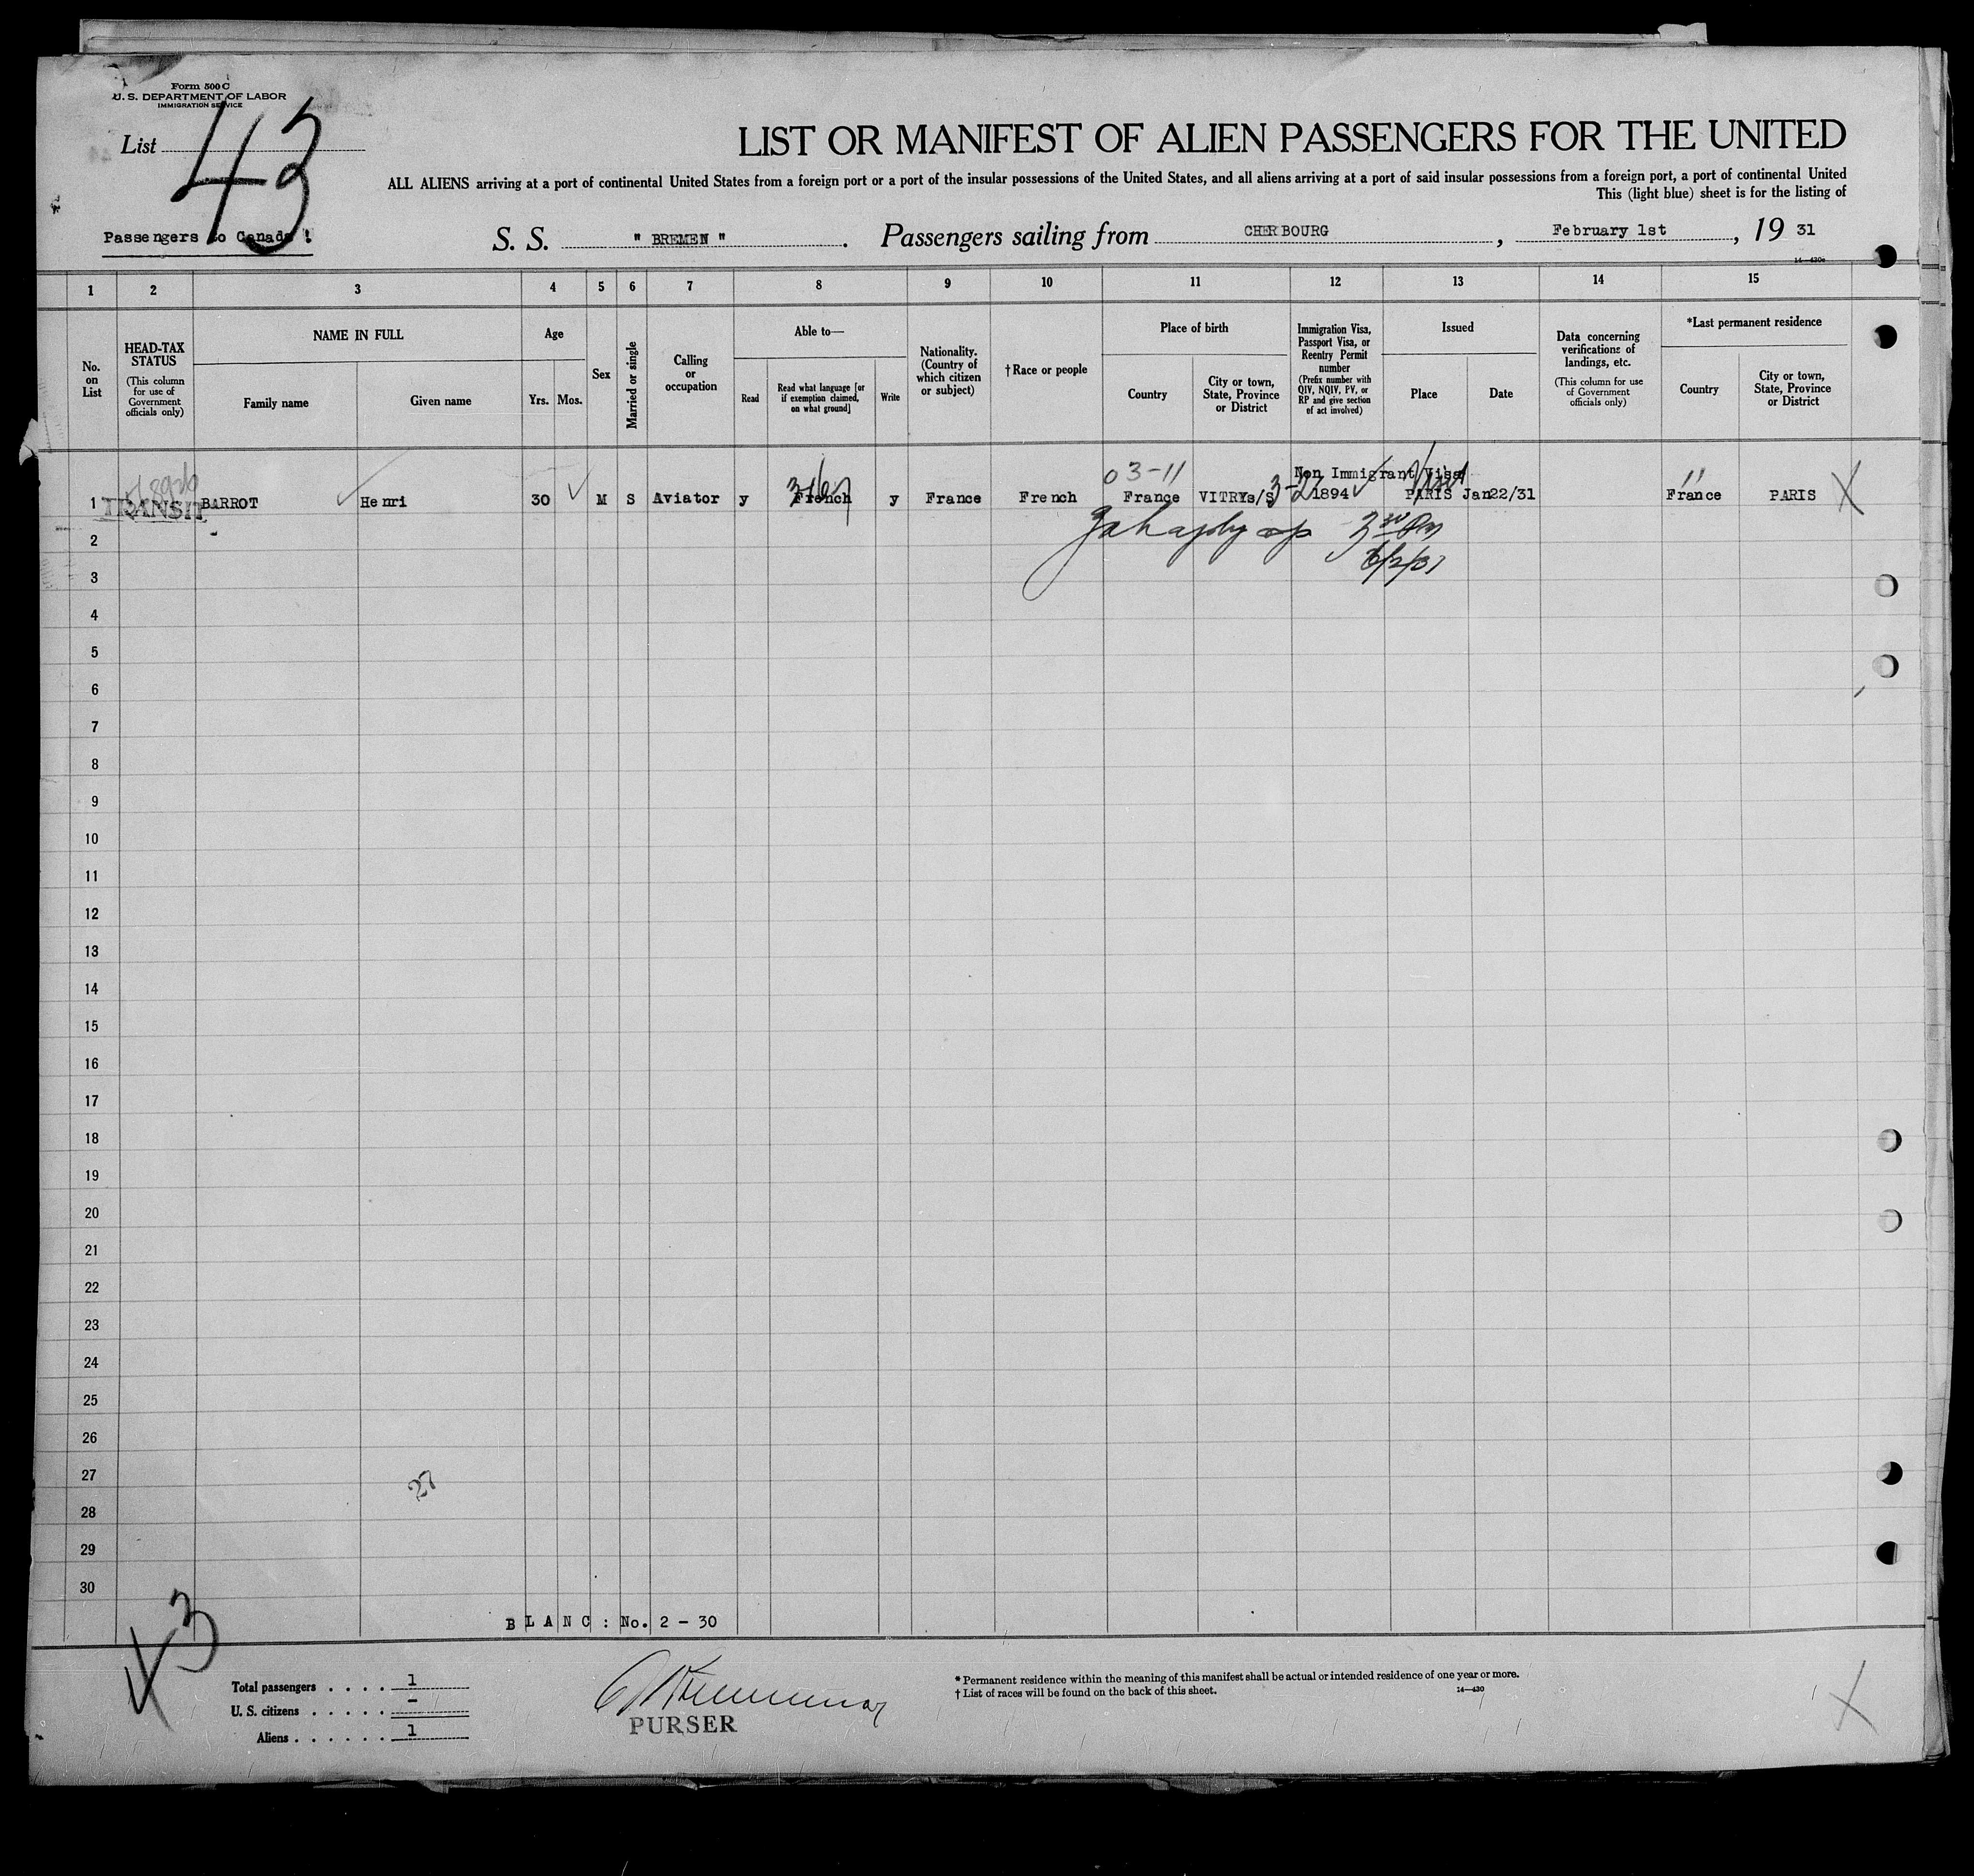 Form 500 C
U. S. DEPARTMENT OF LABOR
IMMIGRATION SERVICE
List 43
LIST OR MANIFEST OF ALIEN PASSENGERS FOR THE UNITED
ALL ALIENS arriving at a port of continental United States from a foreign port or a port of the insular possessions of the United States, and all aliens arriving at a port of said insular possessions from a foreign port, a port of continental United
This (light blue) sheet is for the listing of
Passengers to Canada !
S. S. " BREMEN ". Passengers sailing from CHERBOURG, February 1st, 19 31
14—430c
1 2 3 4 5 6 7 8 9 10 11 12 13 14 15
No. on List
HEAD-TAX STATUS (This column for use of Government officials only)
NAME IN FULL
Family name
Given name
Age
Yrs. Mos.
Sex
Married or single
Calling or occupation
Able to—
Read
Read what language [or if exemption claimed, on what ground]
Write
Nationality. (Country of which citizen or subject)
†Race or people
Place of birth
Country
City or town, State, Province or District
Immigration Visa, Passport Visa, or Reentry Permit number (Prefix number with QIV, NQIV, PV, or RP and give section of act involved)
Issued
Place
Date
Data concerning verifications of landings, etc. (This column for use of Government officials only)
*Last permanent residence
Country
City or town, State, Province or District
03-11 Non Immigrant Visa
1 TRANSIT BARROT Henri 30 M S Aviator y French y France French France VITRYs/S 1894 PARIS Jan22/31 France PARIS X
2
3
4
5
6
7
8
9
10
11
12
13
14
15
16
17
18
19
20
21
22
23
24
25
26
27 27
28
29
30
BLANC : No. 2 - 30
43
Total passengers . . . . 1
U. S. citizens . . . . . -
Aliens . . . . . . 1
PURSER
* Permanent residence within the meaning of this manifest shall be actual or intended residence of one year or more.
† List of races will be found on the back of this sheet.
14—430
X